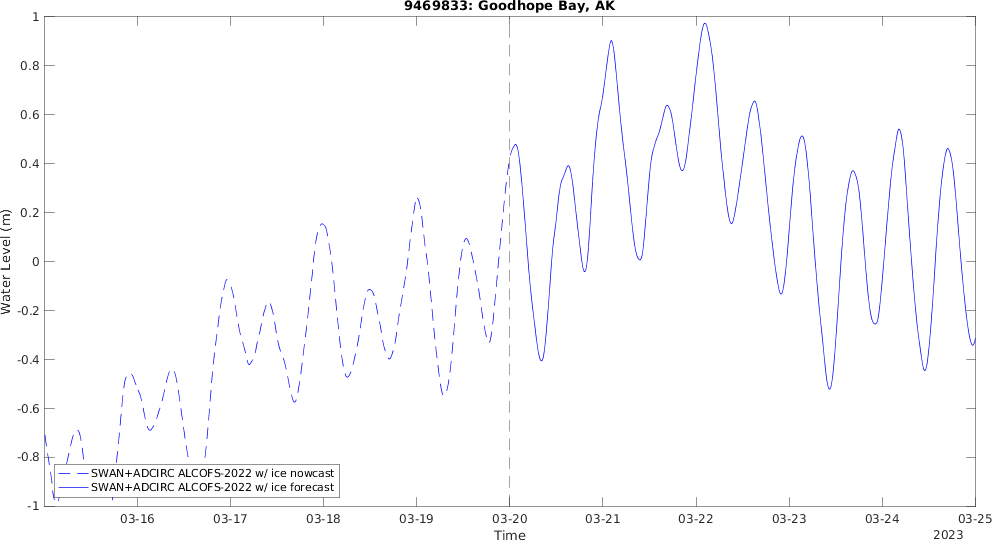 9469833: Goodhope Bay, AK
Water Level (m)
1
0.8
0.6
0.4
0.2
0
-0.2
-0.4
-0.6
-0.8
-1
SWAN+ADCIRC ALCOFS-2022 w/ ice nowcast
SWAN+ADCIRC ALCOFS-2022 w/ ice forecast
03-16 03-17 03-18 03-19 03-20 03-21 03-22 03-23 03-24 03-25
Time
2023